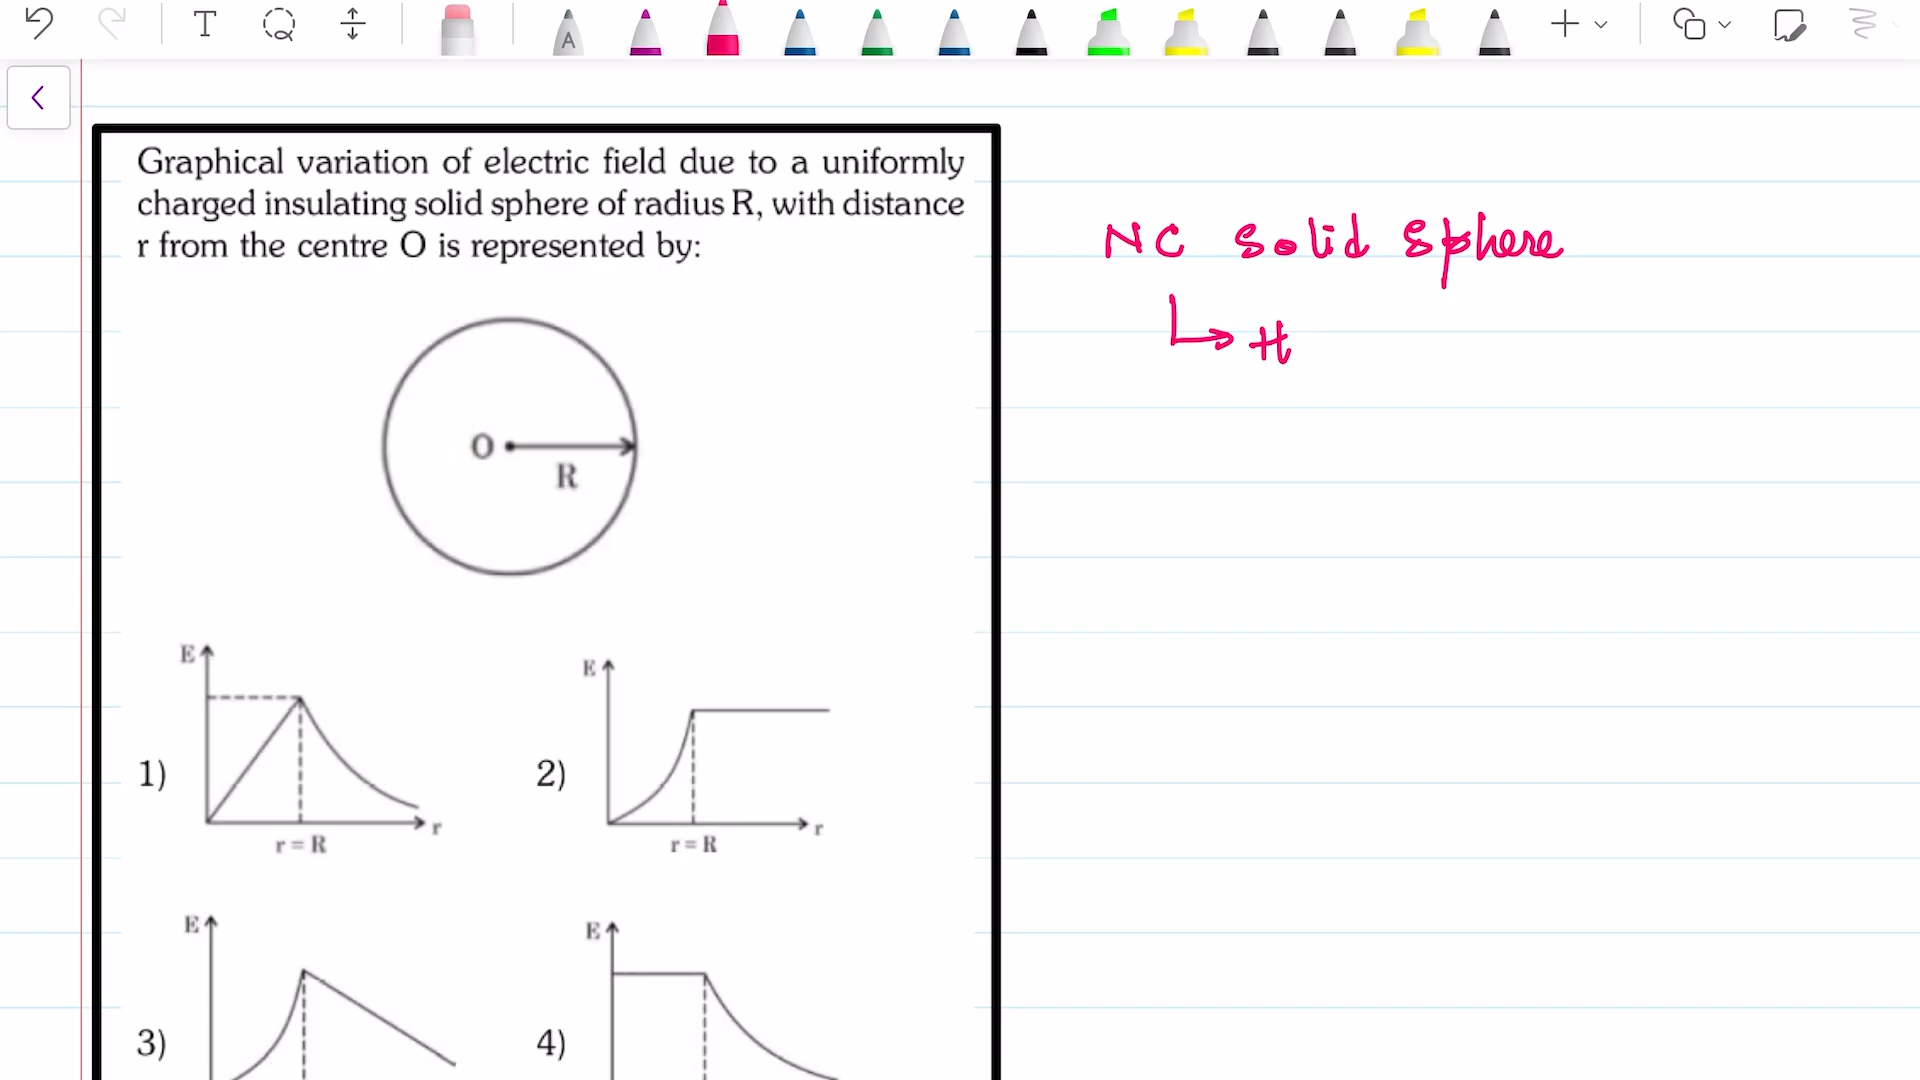 A
Graphical variation of electric field due to a uniformly
charged insulating solid sphere of radius R, with distance
r from the centre O is represented by:
NC Solid Sphere
↳ H
O
R
E
1)
r = R
r
E
2)
r = R
r
E
3)
E
4)